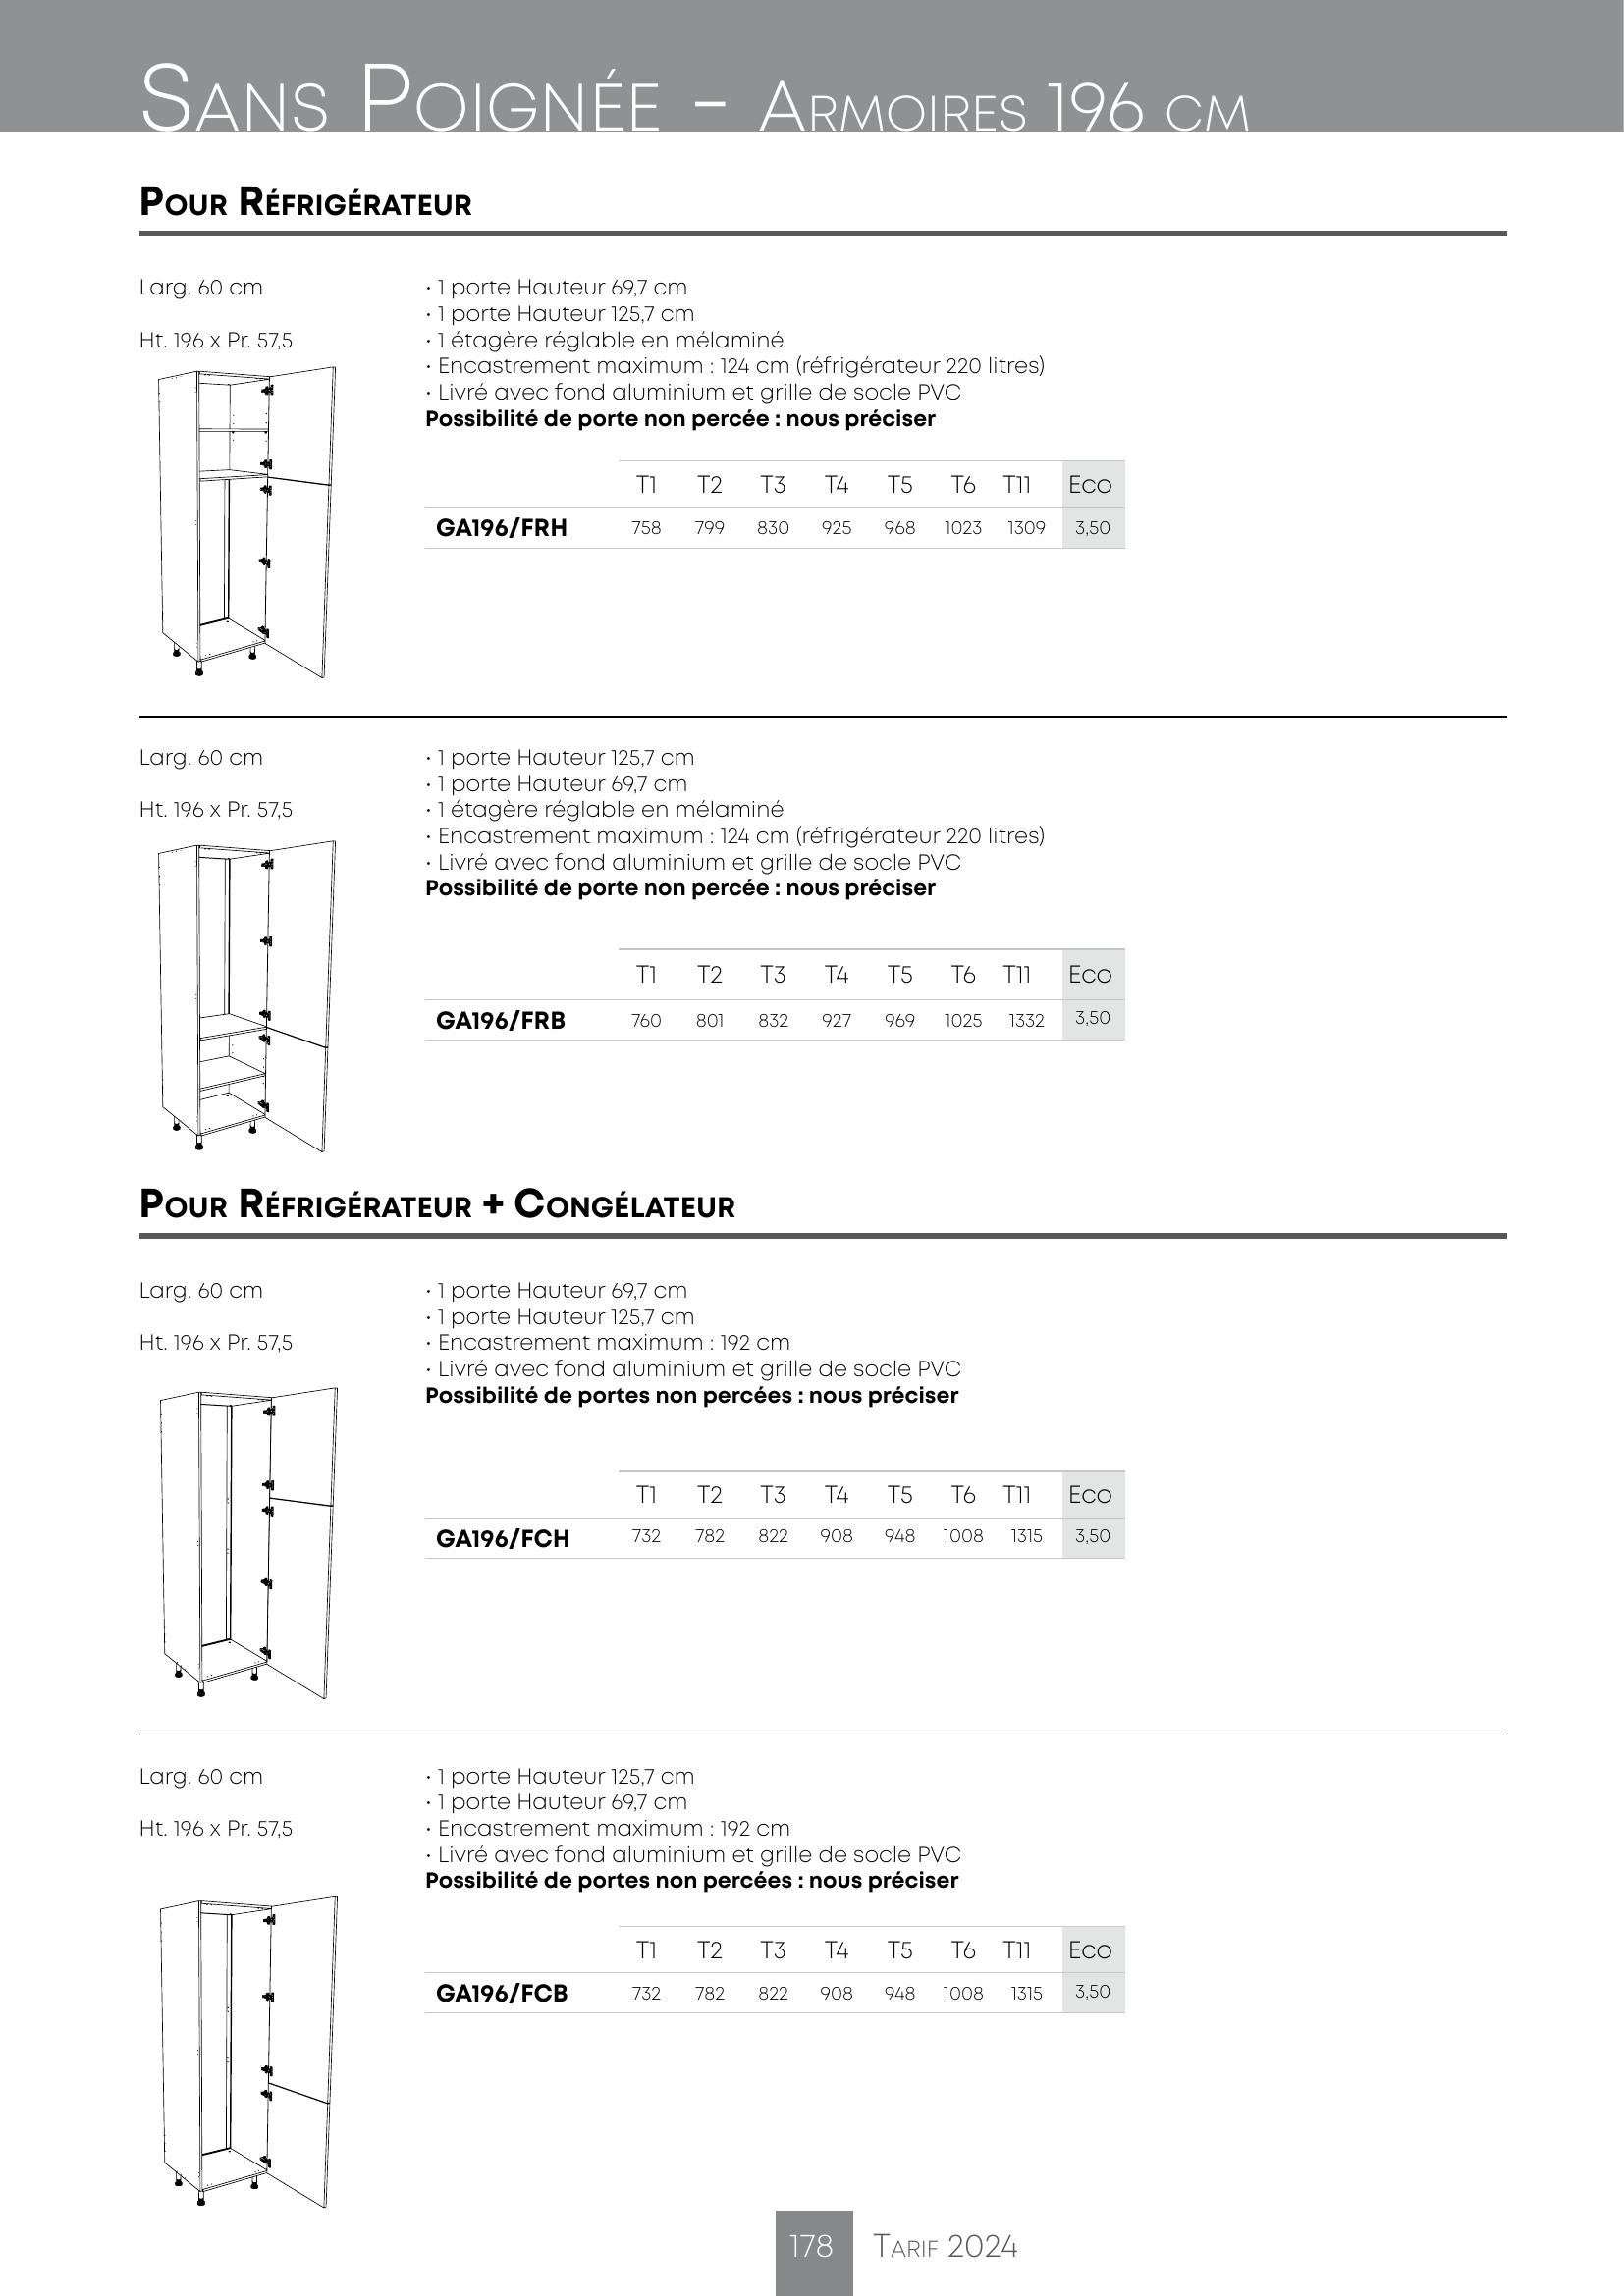 Sans Poignée - Armoires 196 cm
Pour Réfrigérateur
Larg. 60 cm
Ht. 196 x Pr. 57,5
· 1 porte Hauteur 69,7 cm
· 1 porte Hauteur 125,7 cm
· 1 étagère réglable en mélaminé
· Encastrement maximum : 124 cm (réfrigérateur 220 litres)
· Livré avec fond aluminium et grille de socle PVC
Possibilité de porte non percée : nous préciser
T1 T2 T3 T4 T5 T6 T11 Eco
GA196/FRH 758 799 830 925 968 1023 1309 3,50
Larg. 60 cm
Ht. 196 x Pr. 57,5
· 1 porte Hauteur 125,7 cm
· 1 porte Hauteur 69,7 cm
· 1 étagère réglable en mélaminé
· Encastrement maximum : 124 cm (réfrigérateur 220 litres)
· Livré avec fond aluminium et grille de socle PVC
Possibilité de porte non percée : nous préciser
T1 T2 T3 T4 T5 T6 T11 Eco
GA196/FRB 760 801 832 927 969 1025 1332 3,50
Pour Réfrigérateur + Congélateur
Larg. 60 cm
Ht. 196 x Pr. 57,5
· 1 porte Hauteur 69,7 cm
· 1 porte Hauteur 125,7 cm
· Encastrement maximum : 192 cm
· Livré avec fond aluminium et grille de socle PVC
Possibilité de portes non percées : nous préciser
T1 T2 T3 T4 T5 T6 T11 Eco
GA196/FCH 732 782 822 908 948 1008 1315 3,50
Larg. 60 cm
Ht. 196 x Pr. 57,5
· 1 porte Hauteur 125,7 cm
· 1 porte Hauteur 69,7 cm
· Encastrement maximum : 192 cm
· Livré avec fond aluminium et grille de socle PVC
Possibilité de portes non percées : nous préciser
T1 T2 T3 T4 T5 T6 T11 Eco
GA196/FCB 732 782 822 908 948 1008 1315 3,50
178 Tarif 2024